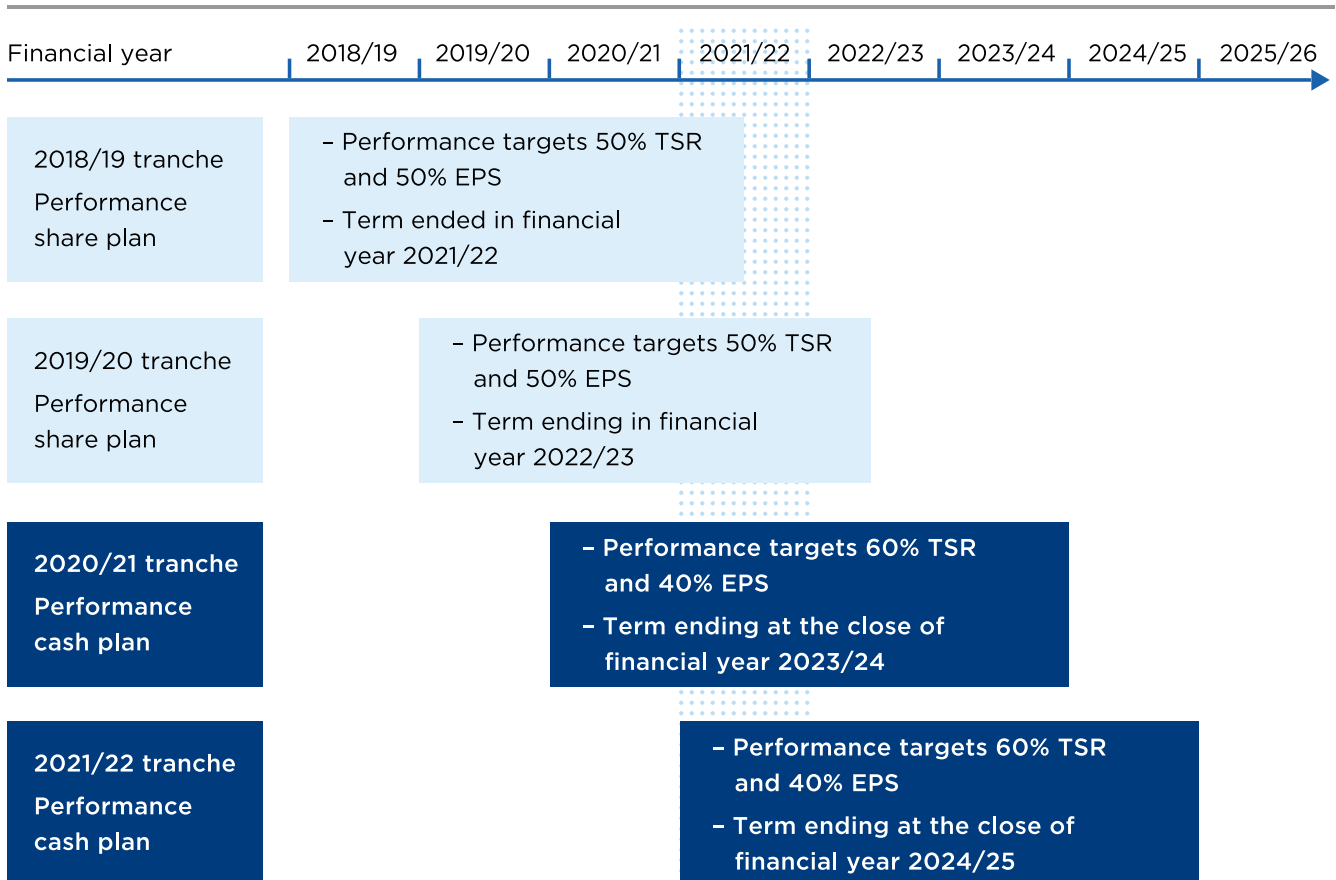 Financial year 2018/19 2019/20 2020/21 2021/22 2022/23 2023/24 2024/25 2025/26
2018/19 tranche
Performance
share plan
– Performance targets 50% TSR
and 50% EPS
– Term ended in financial
year 2021/22
2019/20 tranche
Performance
share plan
– Performance targets 50% TSR
and 50% EPS
– Term ending in financial
year 2022/23
2020/21 tranche
Performance
cash plan
– Performance targets 60% TSR
and 40% EPS
– Term ending at the close of
financial year 2023/24
2021/22 tranche
Performance
cash plan
– Performance targets 60% TSR
and 40% EPS
– Term ending at the close of
financial year 2024/25